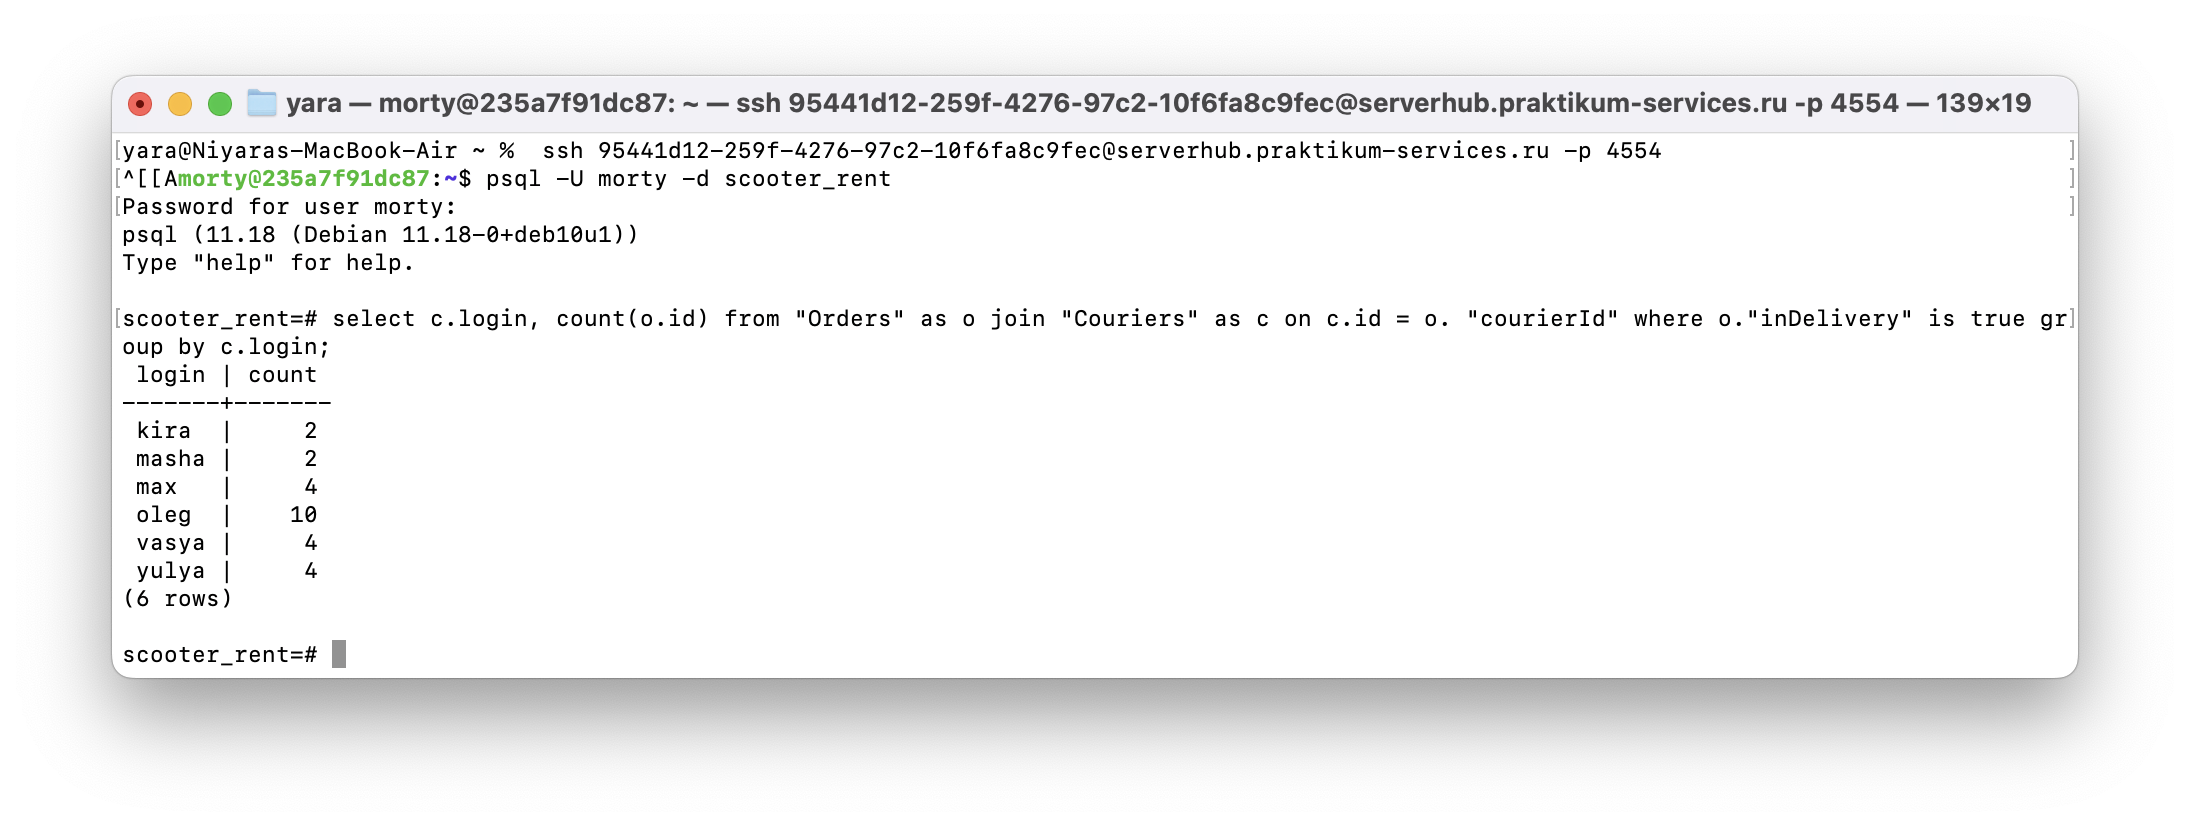 yara — morty@235a7f91dc87: ~ — ssh 95441d12-259f-4276-97c2-10f6fa8c9fec@serverhub.praktikum-services.ru -p 4554 — 139×19
[yara@Niyaras-MacBook-Air ~ %  ssh 95441d12-259f-4276-97c2-10f6fa8c9fec@serverhub.praktikum-services.ru -p 4554 ]
[^[[Amorty@235a7f91dc87:~$ psql -U morty -d scooter_rent ]
[Password for user morty: ]
psql (11.18 (Debian 11.18-0+deb10u1))
Type "help" for help.
[scooter_rent=# select c.login, count(o.id) from "Orders" as o join "Couriers" as c on c.id = o. "courierId" where o."inDelivery" is true gr]
oup by c.login;
 login | count
-------+-------
 kira  |     2
 masha |     2
 max   |     4
 oleg  |    10
 vasya |     4
 yulya |     4
(6 rows)
scooter_rent=#